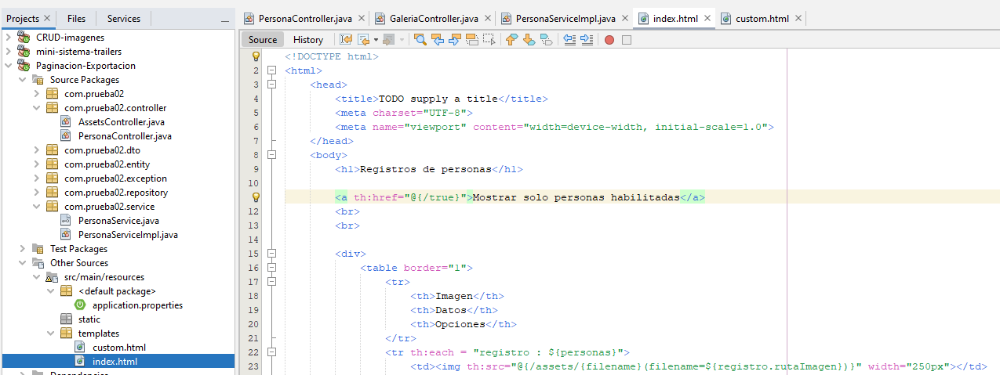 Projects Files Services
CRUD-imagenes
mini-sistema-trailers
Paginacion-Exportacion
Source Packages
com.prueba02
com.prueba02.controller
AssetsController.java
PersonaController.java
com.prueba02.dto
com.prueba02.entity
com.prueba02.exception
com.prueba02.repository
com.prueba02.service
PersonaService.java
PersonaServiceImpl.java
Test Packages
Other Sources
src/main/resources
<default package>
application.properties
static
templates
custom.html
index.html
Dependencies
PersonaController.java GaleriaController.java PersonaServiceImpl.java index.html custom.html
Source History
<!DOCTYPE html>
2 <html>
3 <head>
4 <title>TODO supply a title</title>
5 <meta charset="UTF-8">
6 <meta name="viewport" content="width=device-width, initial-scale=1.0">
7 </head>
8 <body>
9 <h1>Registros de personas</h1>
10
<a th:href="@{/true}">Mostrar solo personas habilitadas</a>
12 <br>
13 <br>
14
15 <div>
16 <table border="1">
17 <tr>
18 <th>Imagen</th>
19 <th>Datos</th>
20 <th>Opciones</th>
21 </tr>
22 <tr th:each = "registro : ${personas}">
23 <td><img th:src="@{/assets/{filename}(filename=${registro.rutaImagen})}" width="250px"></td>